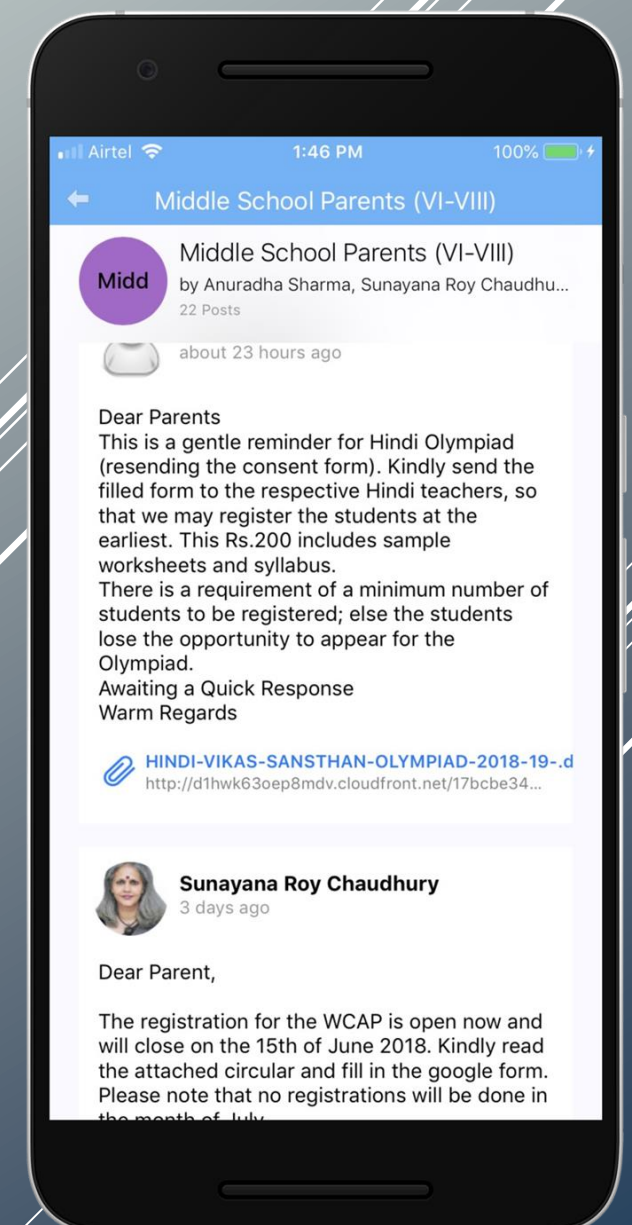 Airtel 1:46 PM 100%
Middle School Parents (VI-VIII)
Midd
Middle School Parents (VI-VIII)
by Anuradha Sharma, Sunayana Roy Chaudhu...
22 Posts
about 23 hours ago
Dear Parents
This is a gentle reminder for Hindi Olympiad
(resending the consent form). Kindly send the
filled form to the respective Hindi teachers, so
that we may register the students at the
earliest. This Rs.200 includes sample
worksheets and syllabus.
There is a requirement of a minimum number of
students to be registered; else the students
lose the opportunity to appear for the
Olympiad.
Awaiting a Quick Response
Warm Regards
HINDI-VIKAS-SANSTHAN-OLYMPIAD-2018-19-.d
http://d1hwk63oep8mdv.cloudfront.net/17bcbe34...
Sunayana Roy Chaudhury
3 days ago
Dear Parent,
The registration for the WCAP is open now and
will close on the 15th of June 2018. Kindly read
the attached circular and fill in the google form.
Please note that no registrations will be done in
the month of July